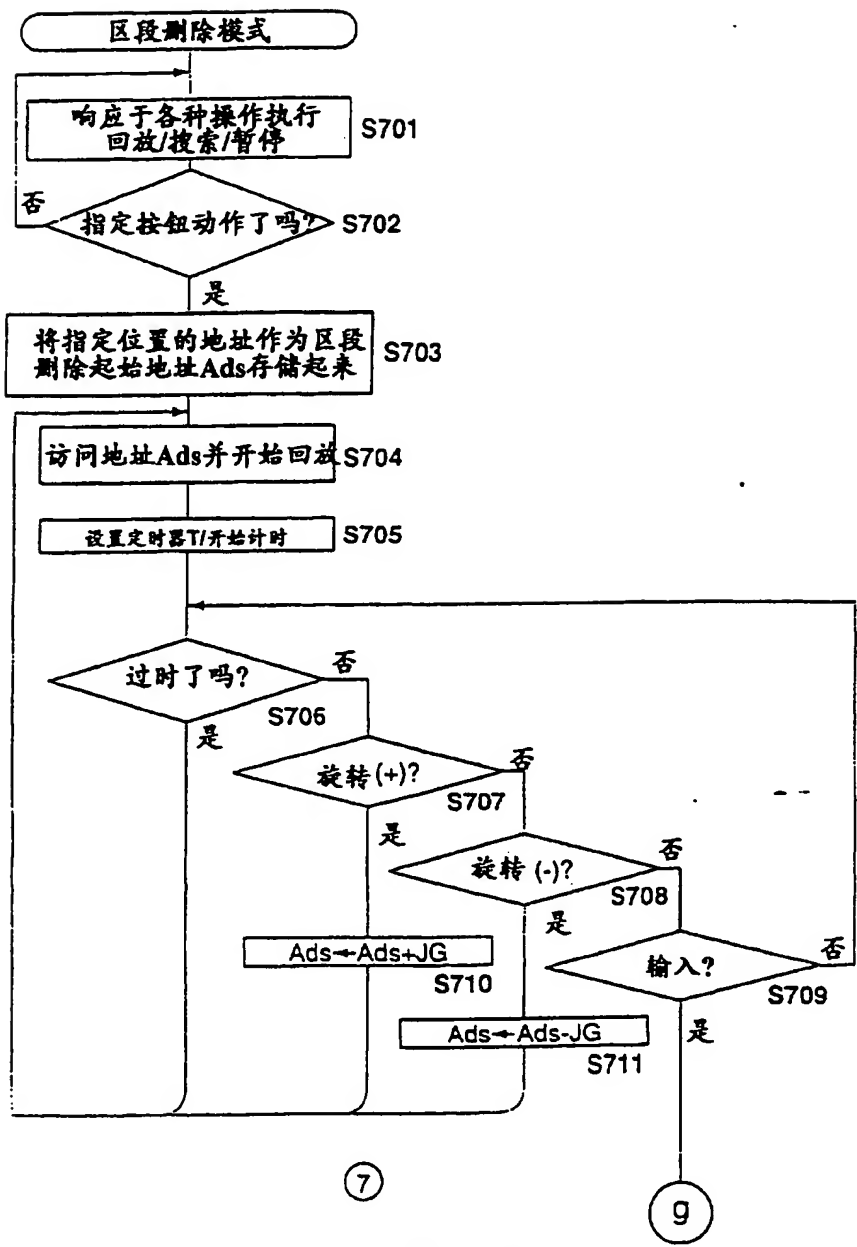 区段删除模式
响应于各种操作执行
回放/搜索/暂停
S701
否
指定按钮动作了吗?
S702
是
将指定位置的地址作为区段
删除起始地址Ads存储起来
S703
访问地址Ads并开始回放
S704
设置定时器T/开始计时
S705
过时了吗?
否
S706
是
旋转(+)?
否
S707
是
旋转(-)?
否
S708
是
Ads←Ads+JG
S710
输入?
否
S709
是
Ads←Ads-JG
S711
7
g